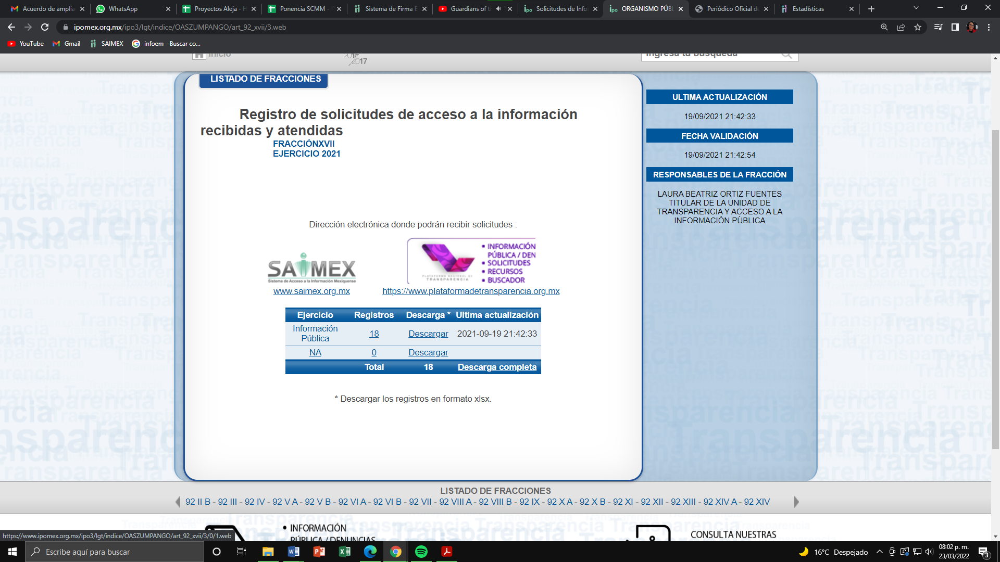 Acuerdo de amplia
WhatsApp
Proyectos Aleja - H
Ponencia SCMM -
Sistema de Firma E
Guardians of t
Solicitudes de Info
ORGANISMO PÚBL
Periódico Oficial de
Estadísticas
ipomex.org.mx/ipo3/lgt/indice/OASZUMPANGO/art_92_xvii/3.web
YouTube
Gmail
SAIMEX
infoem - Buscar co...
Inicio
2017
Ingresa tu búsqueda
LISTADO DE FRACCIONES
Registro de solicitudes de acceso a la información
recibidas y atendidas
FRACCIÓNXVII
EJERCICIO 2021
Dirección electrónica donde podrán recibir solicitudes :
SAIMEX
Sistema de Acceso a la Información Mexiquense
www.saimex.org.mx
PLATAFORMA NACIONAL DE
TRANSPARENCIA
• INFORMACIÓN
PÚBLICA / DEN
• SOLICITUDES
• RECURSOS
• BUSCADOR
https://www.plataformadetransparencia.org.mx
Ejercicio Registros Descarga * Ultima actualización
Información Pública 18 Descargar 2021-09-19 21:42:33
NA 0 Descargar
Total 18 Descarga completa
* Descargar los registros en formato xlsx.
ULTIMA ACTUALIZACIÓN
19/09/2021 21:42:33
FECHA VALIDACIÓN
19/09/2021 21:42:54
RESPONSABLES DE LA FRACCIÓN
LAURA BEATRIZ ORTIZ FUENTES
TITULAR DE LA UNIDAD DE
TRANSPARENCIA Y ACCESO A LA
INFORMACIÒN PÙBLICA
LISTADO DE FRACCIONES
92 II B - 92 III - 92 IV - 92 V A - 92 V B - 92 VI A - 92 VI B - 92 VII - 92 VIII A - 92 VIII B - 92 IX - 92 X A - 92 X B - 92 XI - 92 XII - 92 XIII - 92 XIV A - 92 XIV
• INFORMACIÓN
PÚBLICA / DENUNCIAS
CONSULTA NUESTRAS
https://www.ipomex.org.mx/ipo3/lgt/indice/OASZUMPANGO/art_92_xvii/3/0/1.web
Escribe aquí para buscar
16°C Despejado
08:02 p. m.
23/03/2022
3